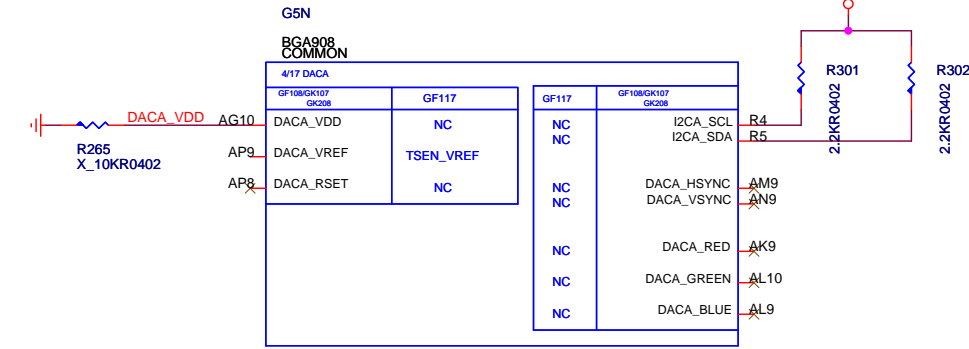 G5N
BGA908
COMMON
4/17 DACA
GF108/GK107
GK208
GF117
GF117
GF108/GK107
GK208
DACA_VDD
AG10
DACA_VDD
NC
NC
I2CA_SCL
R4
NC
I2CA_SDA
R5
R265
X_10KR0402
AP9
DACA_VREF
TSEN_VREF
AP8
DACA_RSET
NC
NC
DACA_HSYNC
AM9
NC
DACA_VSYNC
AN9
NC
DACA_RED
AK9
NC
DACA_GREEN
AL10
NC
DACA_BLUE
AL9
R301
2.2KR0402
R302
2.2KR0402